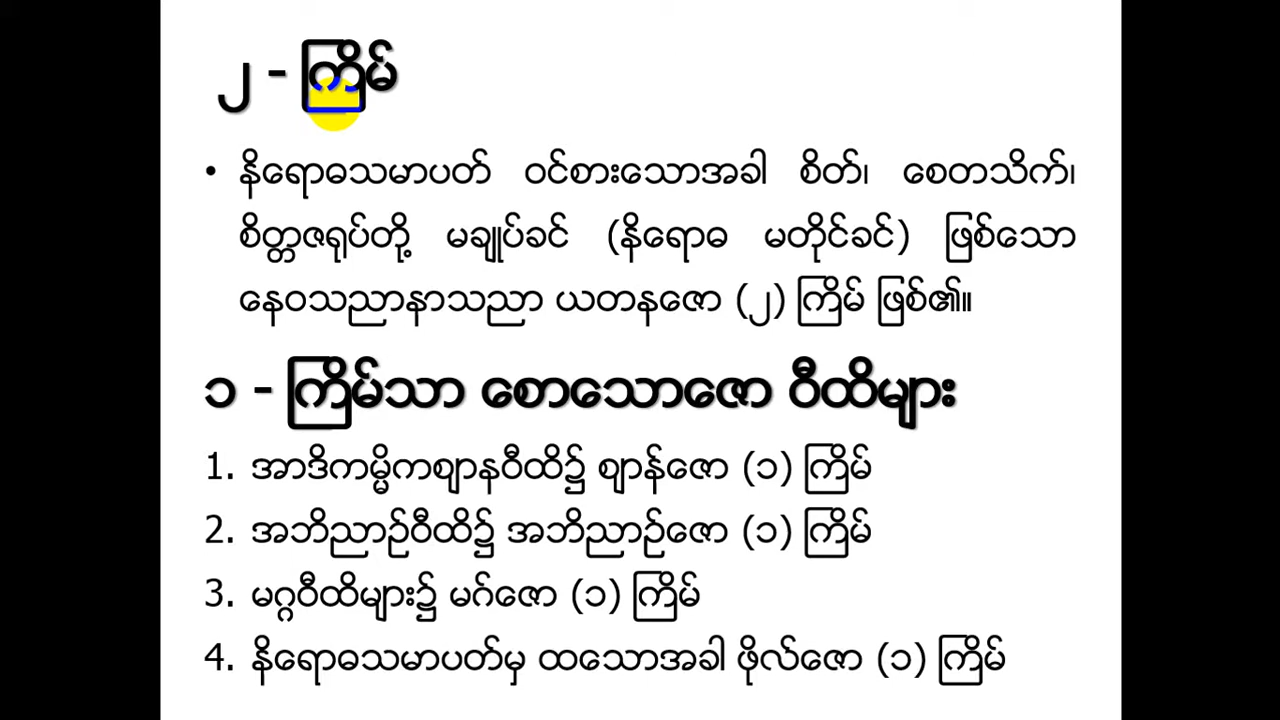 ၂ - ကြိမ်
• နိရောဓသမာပတ် ဝင်စားသောအခါ စိတ်၊ စေတသိက်၊
စိတ္တဇရုပ်တို့ မချုပ်ခင် (နိရောဓ မတိုင်ခင်) ဖြစ်သော
နေဝသညာနာသညာ ယတနဇော (၂) ကြိမ် ဖြစ်၏။
၁ - ကြိမ်သာ စောသောဇော ဝီထိများ
1. အာဒိကမ္မိကဈာနဝီထိ၌ ဈာန်ဇော (၁) ကြိမ်
2. အဘိညာဉ်ဝီထိ၌ အဘိညာဉ်ဇော (၁) ကြိမ်
3. မဂ္ဂဝီထိများ၌ မဂ်ဇော (၁) ကြိမ်
4. နိရောဓသမာပတ်မှ ထသောအခါ ဖိုလ်ဇော (၁) ကြိမ်